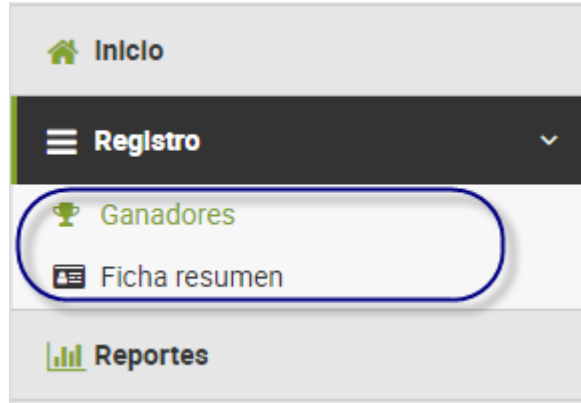 Inicio
Registro
Ganadores
Ficha resumen
Reportes